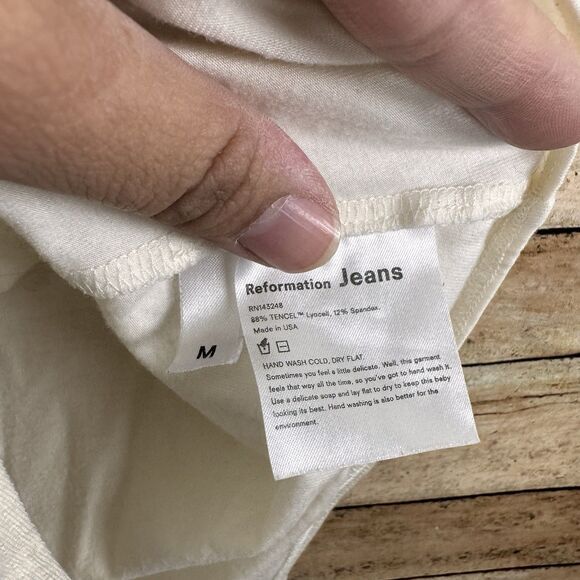 Reformation Jeans
RN143248
88% TENCEL™ Lyocell, 12% Spandex.
Made in USA
HAND WASH COLD, DRY FLAT.
Sometimes you feel a little delicate. Well, this garment
feels that way all the time, so you've got to hand wash it.
Use a delicate soap and lay flat to dry to keep this baby
looking its best. Hand washing is also better for the
environment.
M